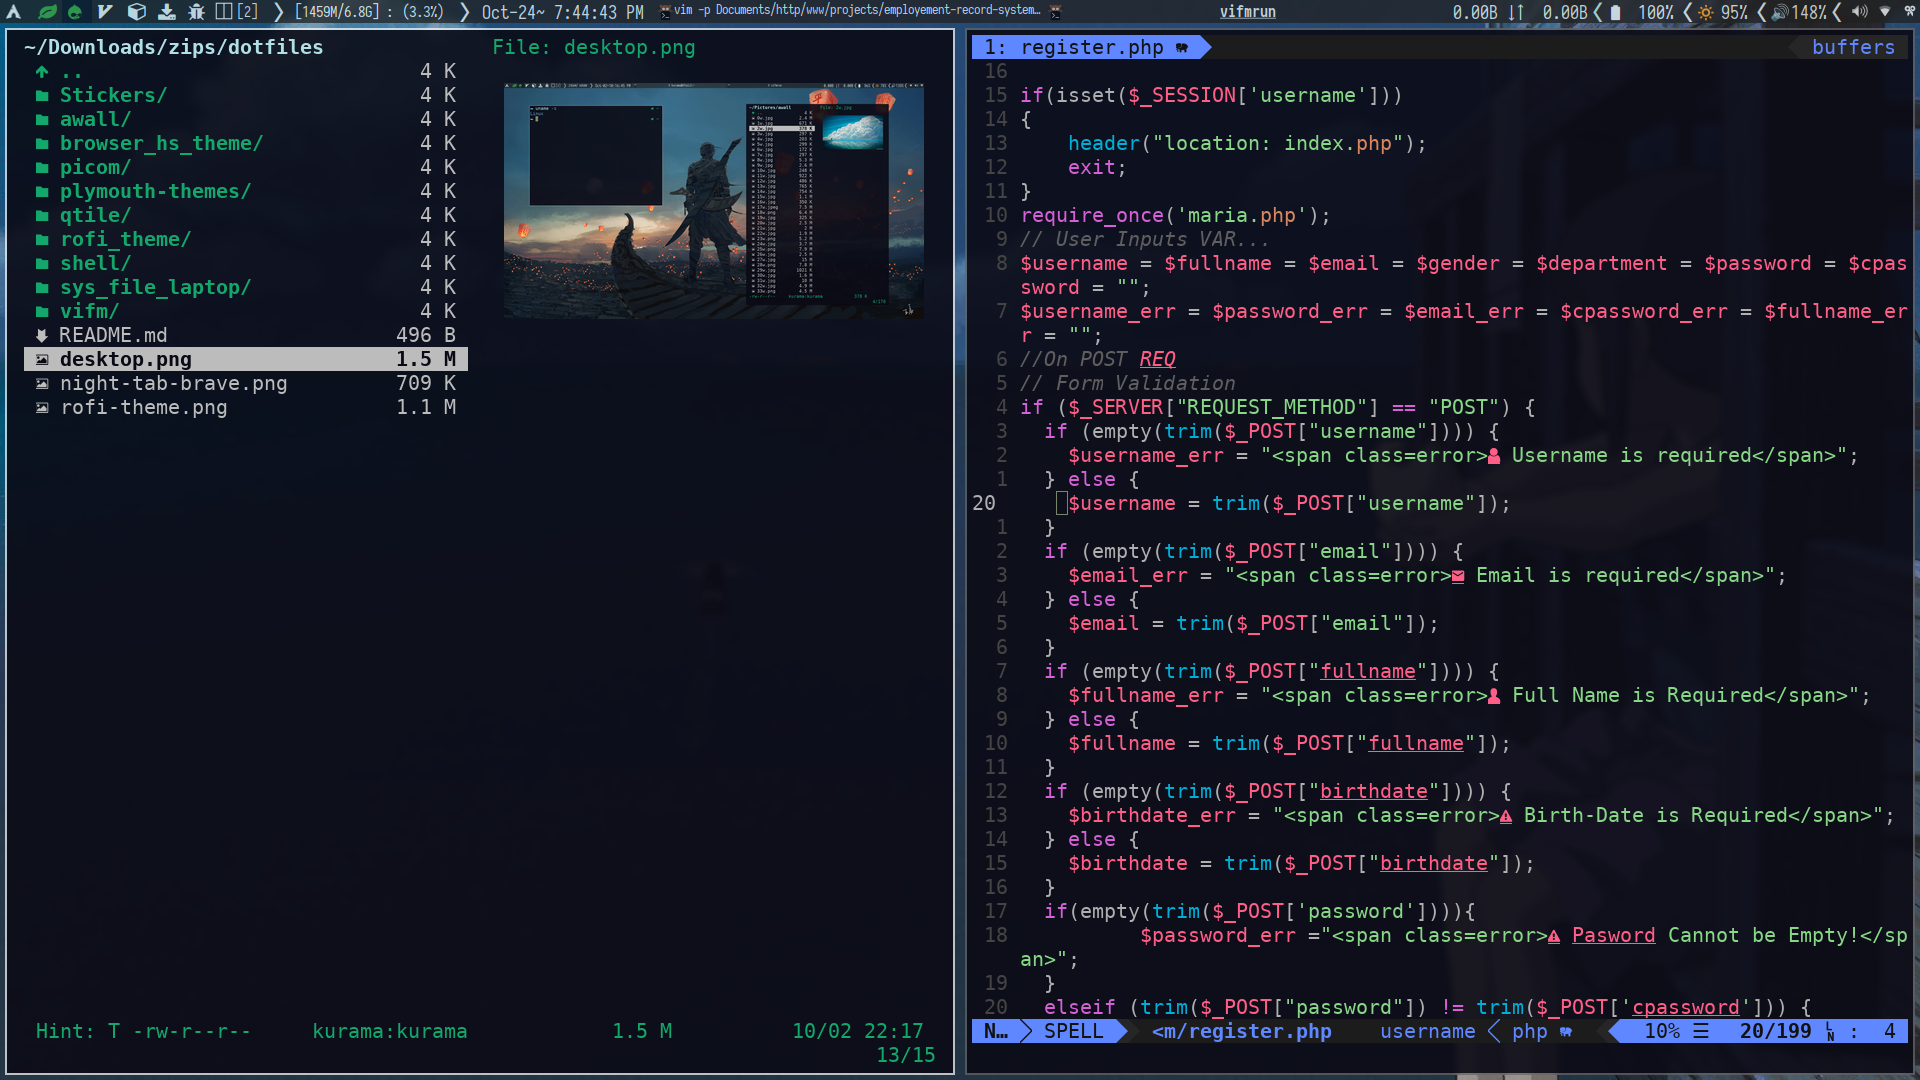 [2] [1459M/6.8G] : (3.3%) Oct-24~ 7:44:43 PM vim -p Documents/http/www/projects/employement-record-system… vifmrun 0.00B ↓↑ 0.00B 100% 95% 148%
~/Downloads/zips/dotfiles File: desktop.png
.. 4 K
Stickers/ 4 K
awall/ 4 K
browser_hs_theme/ 4 K
picom/ 4 K
plymouth-themes/ 4 K
qtile/ 4 K
rofi_theme/ 4 K
shell/ 4 K
sys_file_laptop/ 4 K
vifm/ 4 K
README.md 496 B
desktop.png 1.5 M
night-tab-brave.png 709 K
rofi-theme.png 1.1 M
Hint: T -rw-r--r-- kurama:kurama 1.5 M 10/02 22:17
13/15
1: register.php buffers
16
15 if(isset($_SESSION['username']))
14 {
13     header("location: index.php");
12     exit;
11 }
10 require_once('maria.php');
9 // User Inputs VAR...
8 $username = $fullname = $email = $gender = $department = $password = $cpas
sword = "";
7 $username_err = $password_err = $email_err = $cpassword_err = $fullname_er
r = "";
6 //On POST REQ
5 // Form Validation
4 if ($_SERVER["REQUEST_METHOD"] == "POST") {
3   if (empty(trim($_POST["username"]))) {
2     $username_err = "<span class=error> Username is required</span>";
1   } else {
20     $username = trim($_POST["username"]);
1   }
2   if (empty(trim($_POST["email"]))) {
3     $email_err = "<span class=error> Email is required</span>";
4   } else {
5     $email = trim($_POST["email"]);
6   }
7   if (empty(trim($_POST["fullname"]))) {
8     $fullname_err = "<span class=error> Full Name is Required</span>";
9   } else {
10     $fullname = trim($_POST["fullname"]);
11   }
12   if (empty(trim($_POST["birthdate"]))) {
13     $birthdate_err = "<span class=error> Birth-Date is Required</span>";
14   } else {
15     $birthdate = trim($_POST["birthdate"]);
16   }
17   if(empty(trim($_POST['password']))){
18           $password_err ="<span class=error> Pasword Cannot be Empty!</sp
an>";
19   }
20   elseif (trim($_POST["password"]) != trim($_POST['cpassword'])) {
N… SPELL <m/register.php username php 10% ☰ 20/199 LN : 4